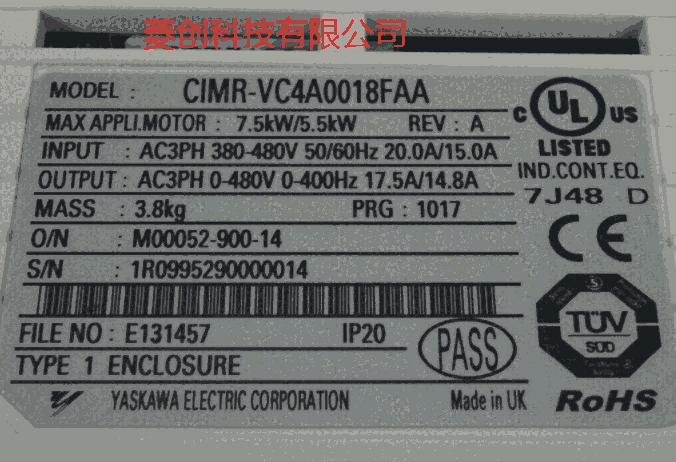 菱创科技有限公司
MODEL : CIMR-VC4A0018FAA
MAX APPLI.MOTOR : 7.5kW/5.5kW REV : A
INPUT : AC3PH 380-480V 50/60Hz 20.0A/15.0A
OUTPUT : AC3PH 0-480V 0-400Hz 17.5A/14.8A
MASS : 3.8kg PRG : 1017
O/N : M00052-900-14
S/N : 1R0995290000014
FILE NO : E131457 IP20
TYPE 1 ENCLOSURE
PASS
YASKAWA ELECTRIC CORPORATION Made in UK
C UL US
LISTED
IND.CONT.EQ.
7J48 D
CE
TÜV
SÜD
RoHS